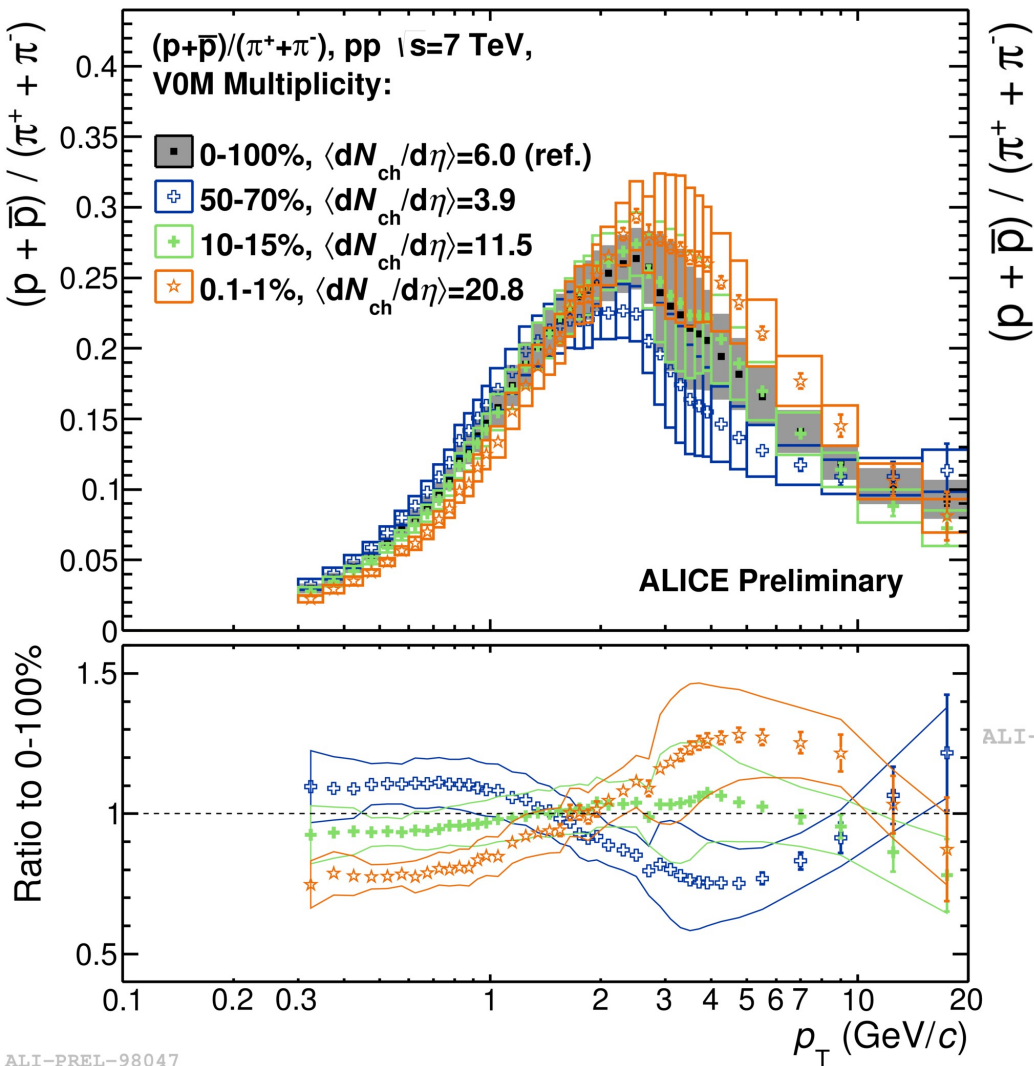 (p + p̅) / (π⁺ + π⁻)
(p+p̅)/(π⁺+π⁻), pp √s=7 TeV,
V0M Multiplicity:
0-100%, ⟨dN_ch/dη⟩=6.0 (ref.)
50-70%, ⟨dN_ch/dη⟩=3.9
10-15%, ⟨dN_ch/dη⟩=11.5
0.1-1%, ⟨dN_ch/dη⟩=20.8
0.4
0.35
0.3
0.25
0.2
0.15
0.1
0.05
0
ALICE Preliminary
(p + p̅) / (π⁺ + π⁻)
Ratio to 0-100%
1.5
1
0.5
ALI-
0.1 0.2 0.3 1 2 3 4 5 6 7 10 20
p_T (GeV/c)
ALI-PREL-98047